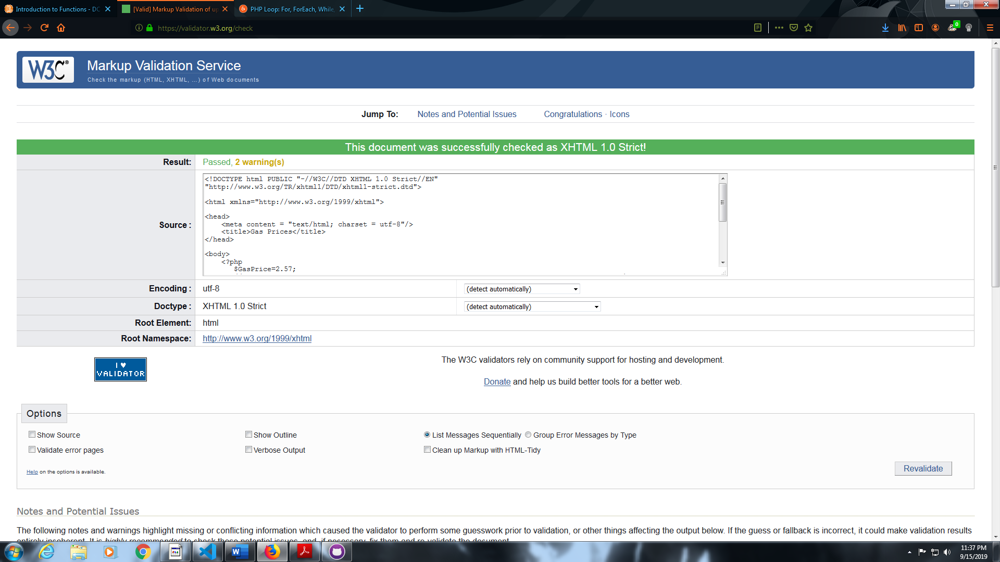 Introduction to Functions - DC
[Valid] Markup Validation of up
PHP Loop: For, ForEach, While,
https://validator.w3.org/check
0
W3C®
Markup Validation Service
Check the markup (HTML, XHTML, ...) of Web documents
Jump To: Notes and Potential Issues Congratulations · Icons
This document was successfully checked as XHTML 1.0 Strict!
Result: Passed, 2 warning(s)
Source :
<!DOCTYPE html PUBLIC "-//W3C//DTD XHTML 1.0 Strict//EN"
"http://www.w3.org/TR/xhtml1/DTD/xhtml1-strict.dtd">
<html xmlns="http://www.w3.org/1999/xhtml">
<head>
<meta content = "text/html; charset = utf-8"/>
<title>Gas Prices</title>
</head>
<body>
<?php
$GasPrice=2.57;
Encoding : utf-8 (detect automatically)
Doctype : XHTML 1.0 Strict (detect automatically)
Root Element: html
Root Namespace: http://www.w3.org/1999/xhtml
I ♥
VALIDATOR
The W3C validators rely on community support for hosting and development.
Donate and help us build better tools for a better web.
Options
Show Source Show Outline List Messages Sequentially Group Error Messages by Type
Validate error pages Verbose Output Clean up Markup with HTML-Tidy
Help on the options is available.
Revalidate
Notes and Potential Issues
The following notes and warnings highlight missing or conflicting information which caused the validator to perform some guesswork prior to validation, or other things affecting the output below. If the guess or fallback is incorrect, it could make validation results
entirely incoherent. It is highly recommended to check these potential issues, and, if necessary, fix them and re-validate the document.
11:37 PM
9/15/2019